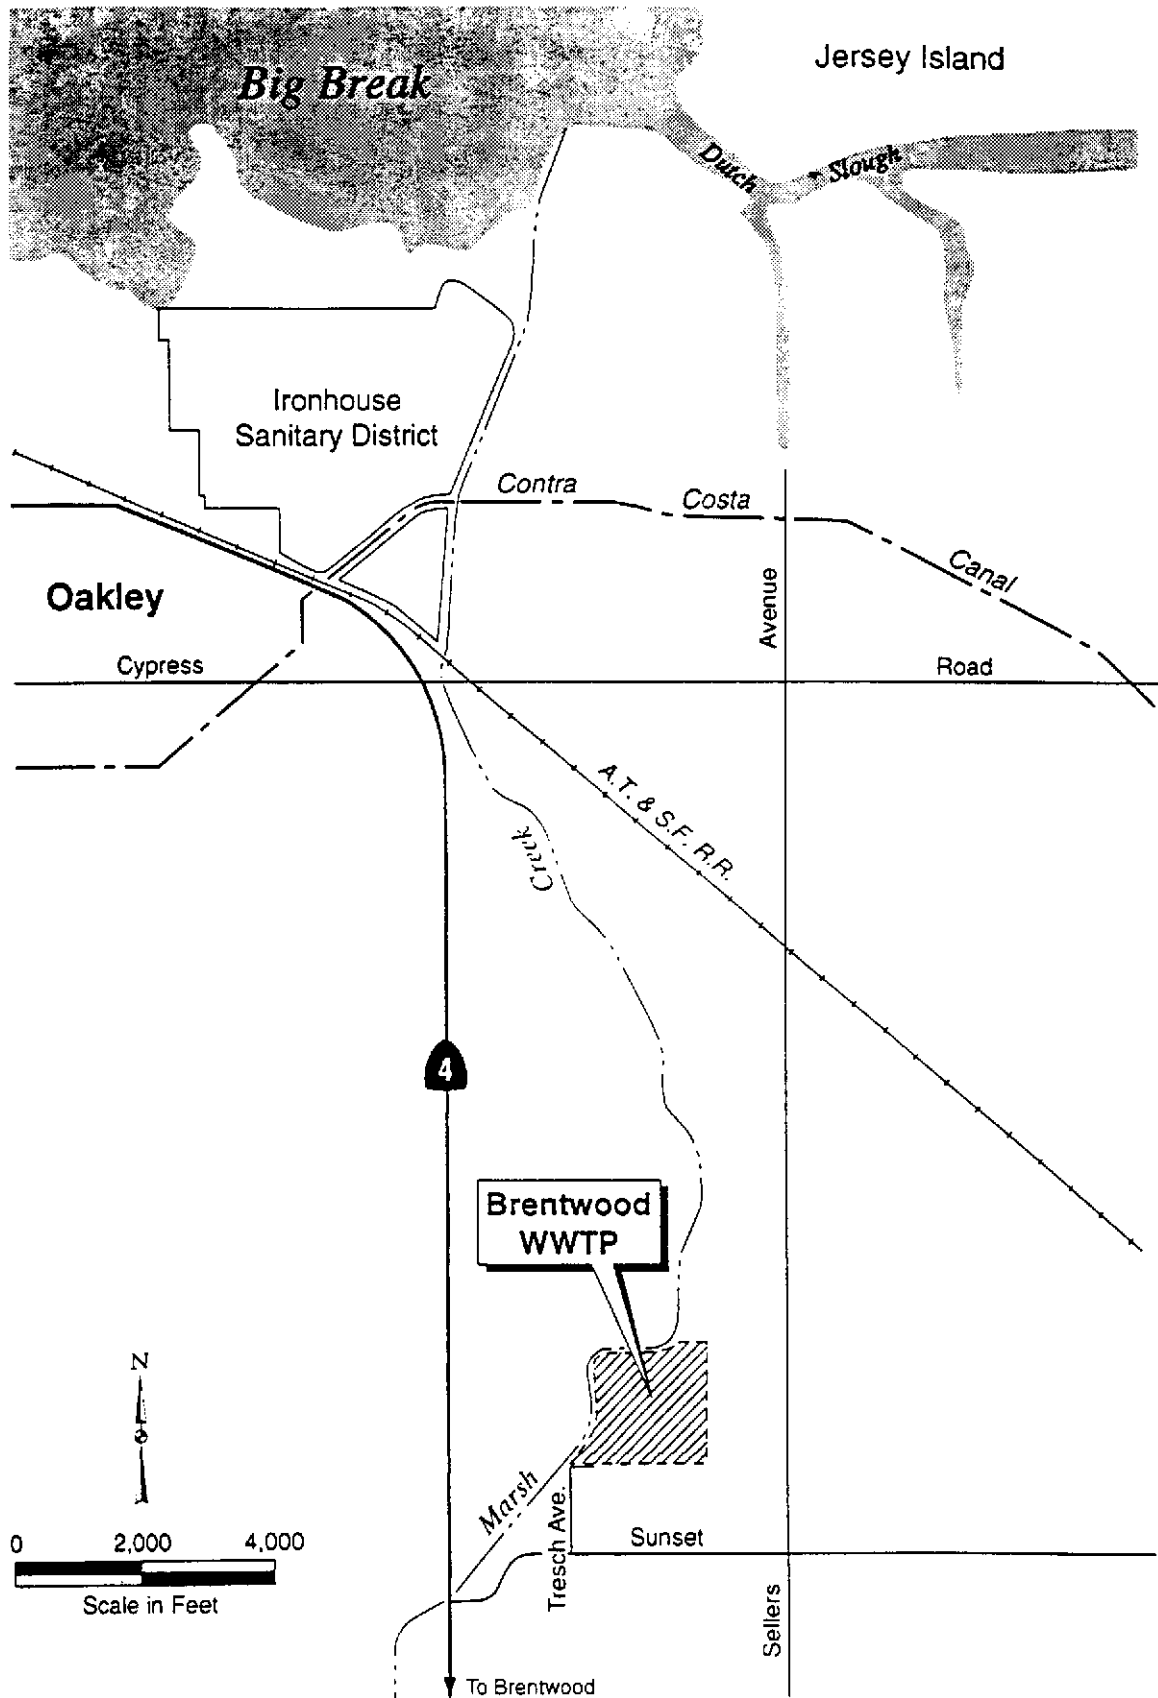 Jersey Island
Big Break
Dutch
Slough
Ironhouse
Sanitary District
Contra
Costa
Canal
Oakley
Avenue
Cypress
Road
A.T. & S.F. R.R.
Creek
4
Brentwood
WWTP
N
Marsh
Tresch Ave.
Sunset
0 2,000 4,000
Scale in Feet
Sellers
To Brentwood